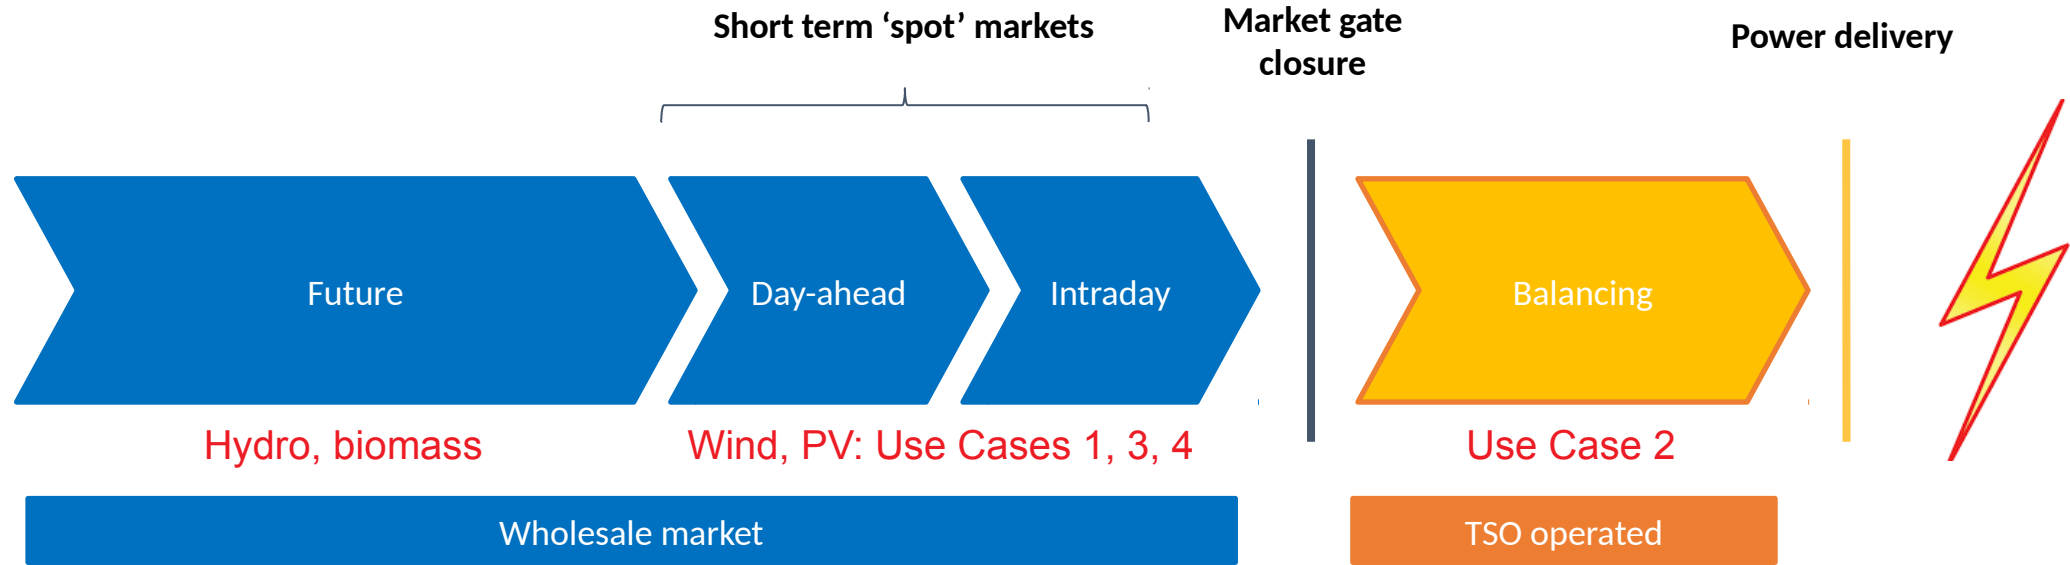 Short term ‘spot’ markets
Market gate
closure
Power delivery
Future
Day-ahead
Intraday
Balancing
Hydro, biomass
Wind, PV: Use Cases 1, 3, 4
Use Case 2
Wholesale market
TSO operated